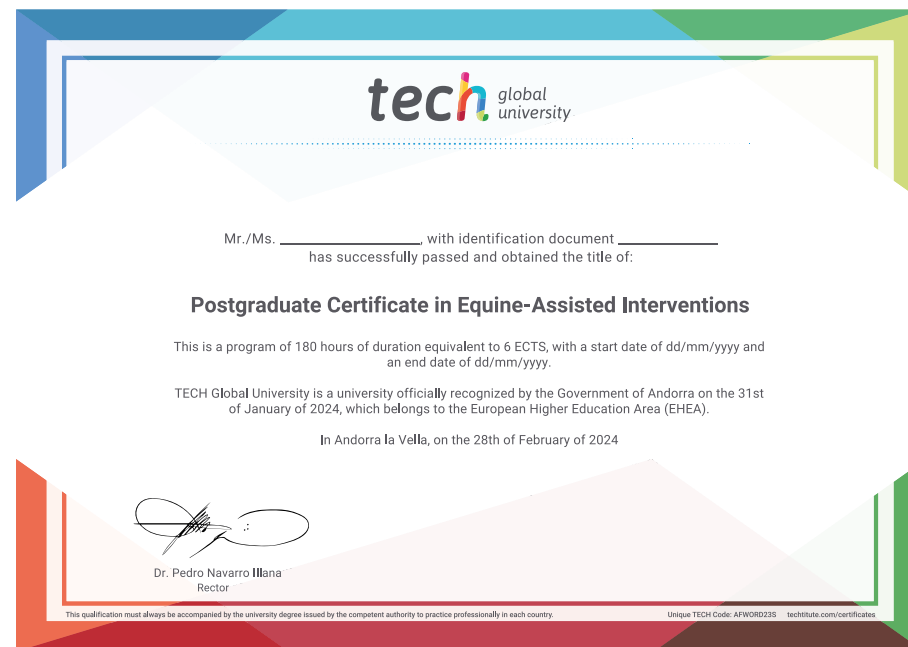 tech global university
Mr./Ms. ____________________, with identification document ______________
has successfully passed and obtained the title of:
Postgraduate Certificate in Equine-Assisted Interventions
This is a program of 180 hours of duration equivalent to 6 ECTS, with a start date of dd/mm/yyyy and
an end date of dd/mm/yyyy.
TECH Global University is a university officially recognized by the Government of Andorra on the 31st
of January of 2024, which belongs to the European Higher Education Area (EHEA).
In Andorra la Vella, on the 28th of February of 2024
Dr. Pedro Navarro Illana
Rector
This qualification must always be accompanied by the university degree issued by the competent authority to practice professionally in each country.
Unique TECH Code: AFWORD23S techtitute.com/certificates